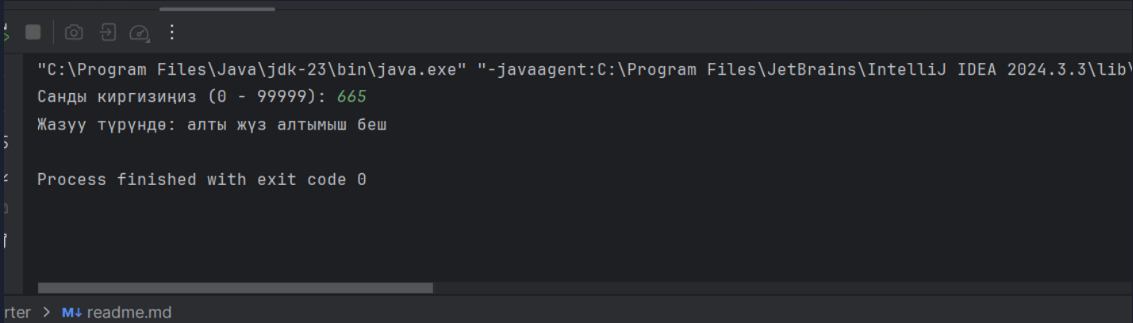 "C:\Program Files\Java\jdk-23\bin\java.exe" "-javaagent:C:\Program Files\JetBrains\IntelliJ IDEA 2024.3.3\lib\
Санды киргизиңиз (0 - 99999): 665
Жазуу түрүндө: алты жүз алтымыш беш
Process finished with exit code 0
rter > M↓ readme.md